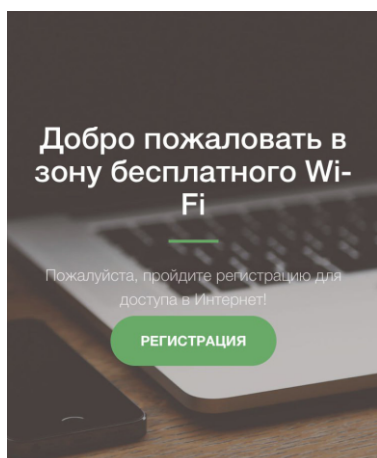 Добро пожаловать в
зону бесплатного Wi-
Fi
Пожалуйста, пройдите регистрацию для
доступа в Интернет!
РЕГИСТРАЦИЯ